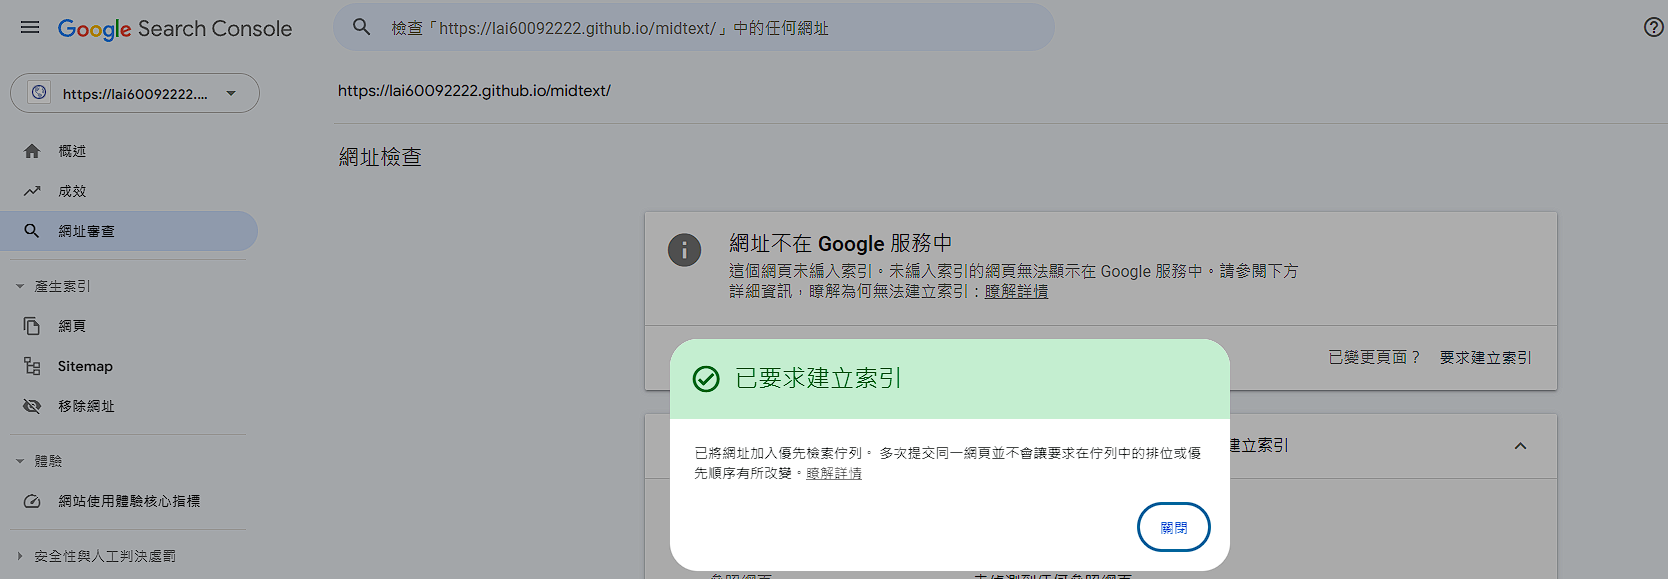 Google Search Console
檢查「https://lai60092222.github.io/midtext/」中的任何網址
https://lai60092222....
https://lai60092222.github.io/midtext/
概述
成效
網址審查
產生索引
網頁
Sitemap
移除網址
體驗
網站使用體驗核心指標
安全性與人工判決處罰
網址檢查
網址不在 Google 服務中
這個網頁未編入索引。未編入索引的網頁無法顯示在 Google 服務中。請參閱下方
詳細資訊，瞭解為何無法建立索引：瞭解詳情
已變更頁面？ 要求建立索引
建立索引
已要求建立索引
已將網址加入優先檢索佇列。 多次提交同一網頁並不會讓要求在佇列中的排位或優
先順序有所改變。瞭解詳情
關閉